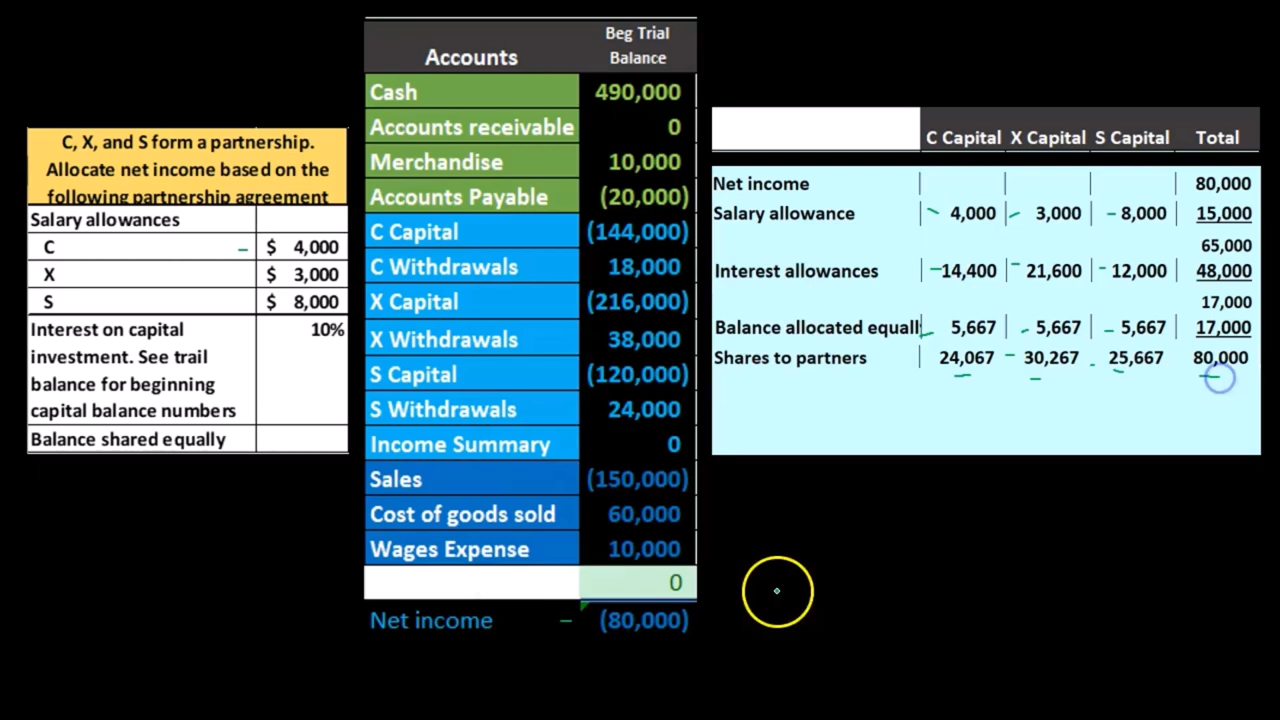 C, X, and S form a partnership.
Allocate net income based on the
following partnership agreement
Salary allowances
C $ 4,000
X $ 3,000
S $ 8,000
Interest on capital 10%
investment. See trail
balance for beginning
capital balance numbers
Balance shared equally
Accounts Beg Trial Balance
Cash 490,000
Accounts receivable 0
Merchandise 10,000
Accounts Payable (20,000)
C Capital (144,000)
C Withdrawals 18,000
X Capital (216,000)
X Withdrawals 38,000
S Capital (120,000)
S Withdrawals 24,000
Income Summary 0
Sales (150,000)
Cost of goods sold 60,000
Wages Expense 10,000
0
Net income (80,000)
C Capital X Capital S Capital Total
Net income 80,000
Salary allowance 4,000 3,000 8,000 15,000
65,000
Interest allowances 14,400 21,600 12,000 48,000
17,000
Balance allocated equall 5,667 5,667 5,667 17,000
Shares to partners 24,067 30,267 25,667 80,000